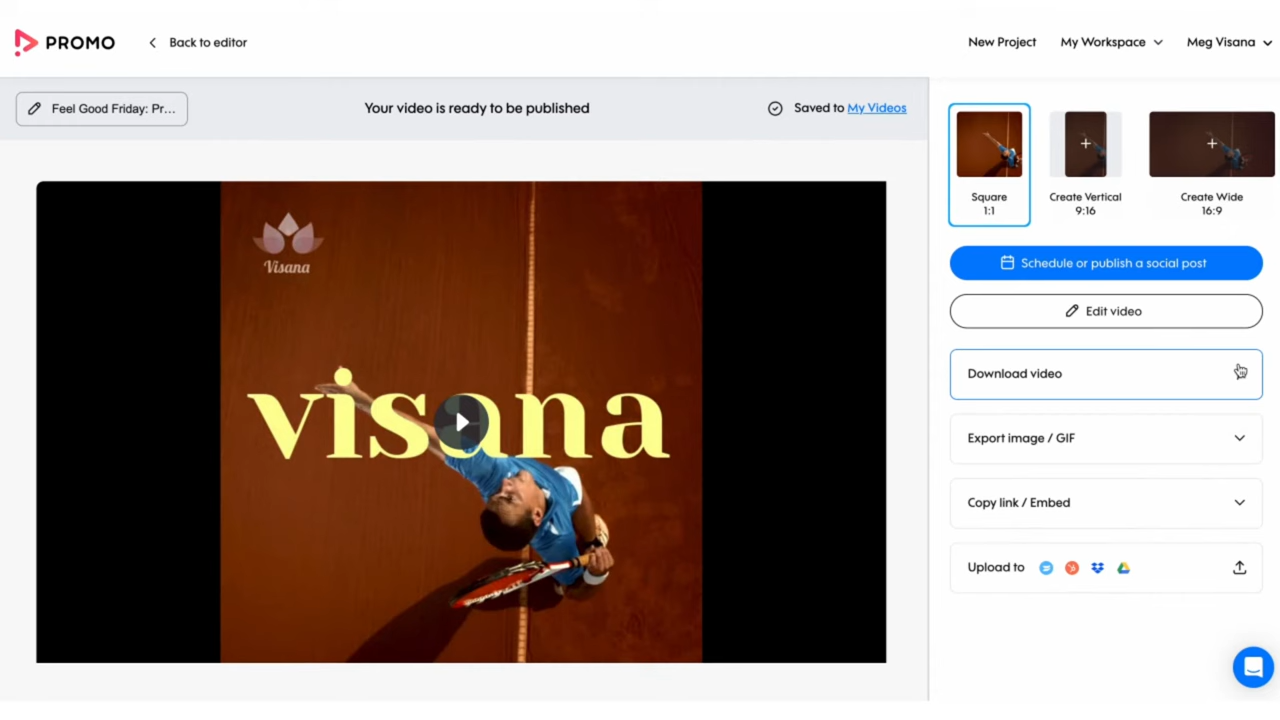 PROMO
Back to editor
New Project
My Workspace
Meg Visana
Feel Good Friday: Pr...
Your video is ready to be published
Saved to My Videos
Visana
visana
Square
1:1
Create Vertical
9:16
Create Wide
16:9
Schedule or publish a social post
Edit video
Download video
Export image / GIF
Copy link / Embed
Upload to